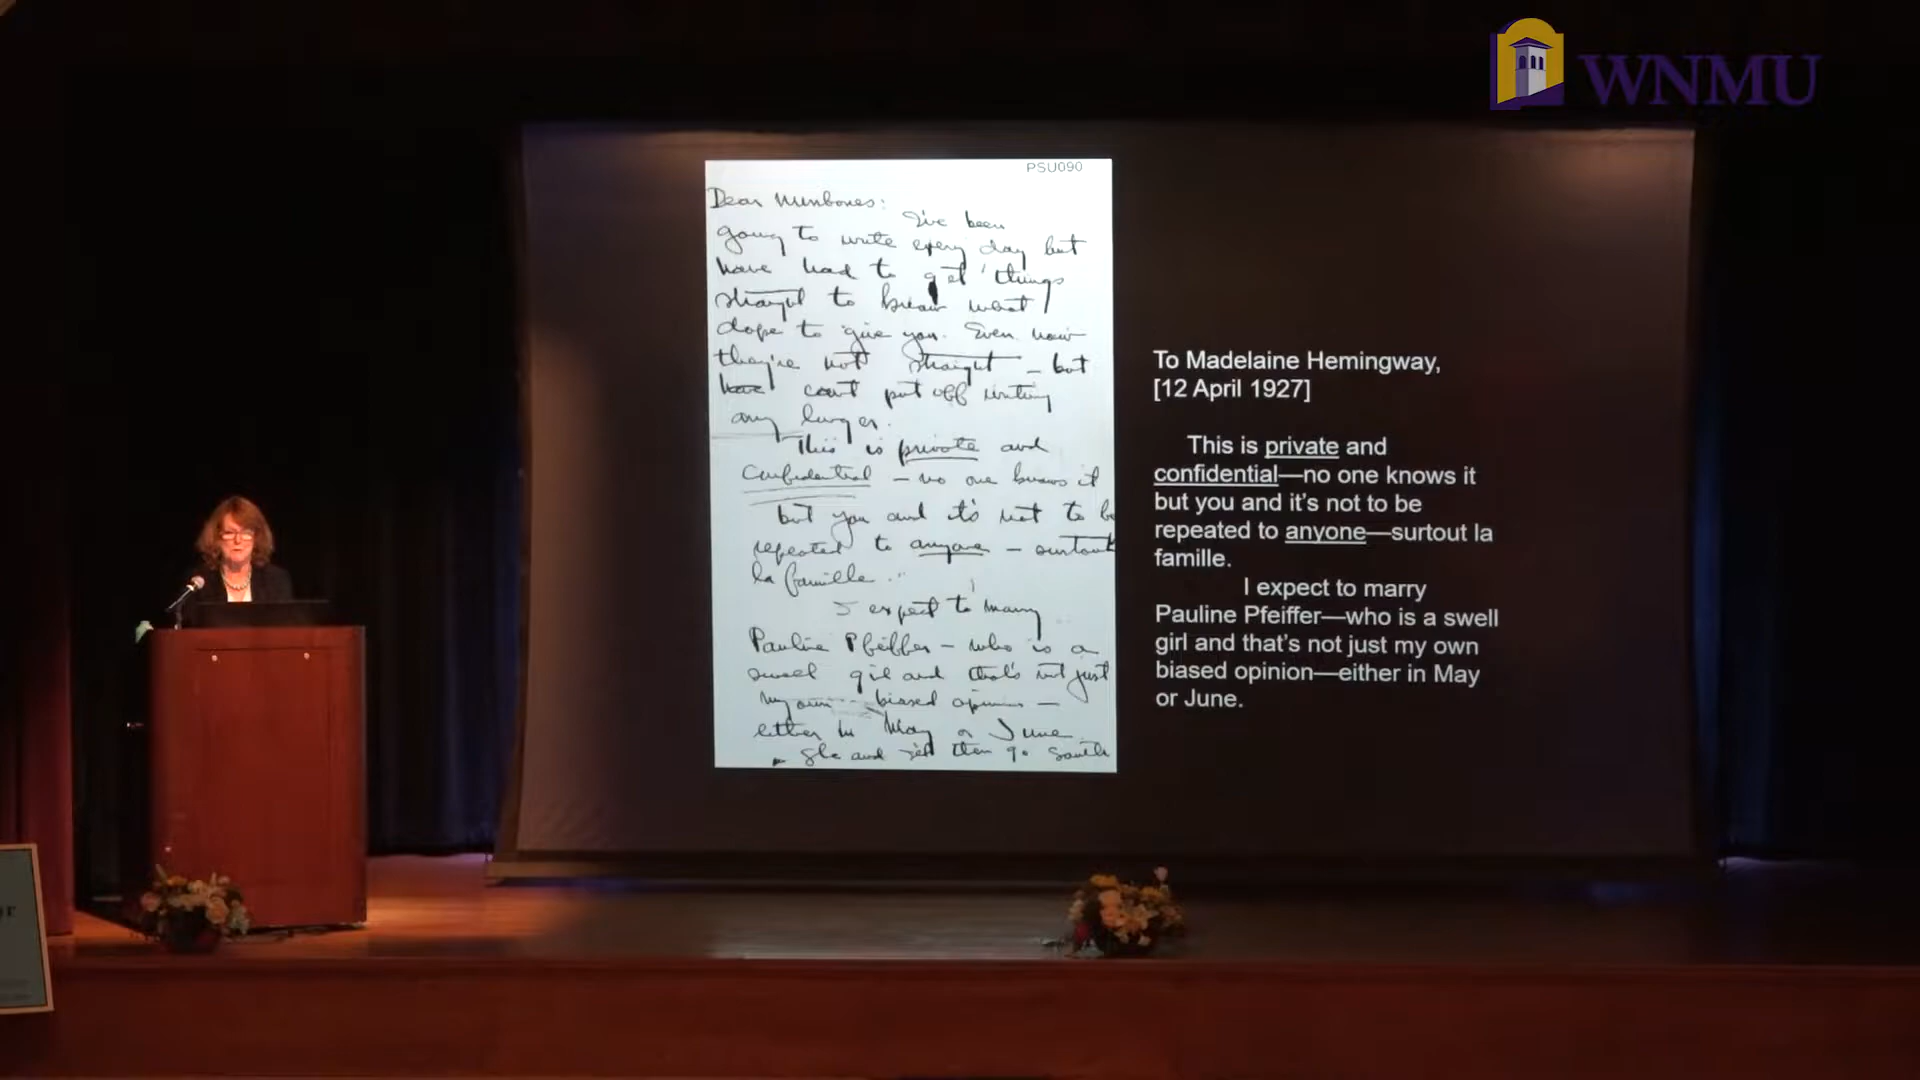 WNMU
PSU090
Dear Nunbones:
I've been
going to write every day but
have had to get things
straight to know what
dope to give you. Even now
they're not straight – but
have can't put off writing
any longer.
This is private and
confidential – no one knows it
but you and it's not to be
repeated to anyone – surtout
la famille.
I expect to marry
Pauline Pfeiffer – who is a
swell girl and that's not just
my own biased opinion –
either in May or June
She and then go South
To Madelaine Hemingway,
[12 April 1927]
This is private and
confidential—no one knows it
but you and it's not to be
repeated to anyone—surtout la
famille.
I expect to marry
Pauline Pfeiffer—who is a swell
girl and that's not just my own
biased opinion—either in May
or June.